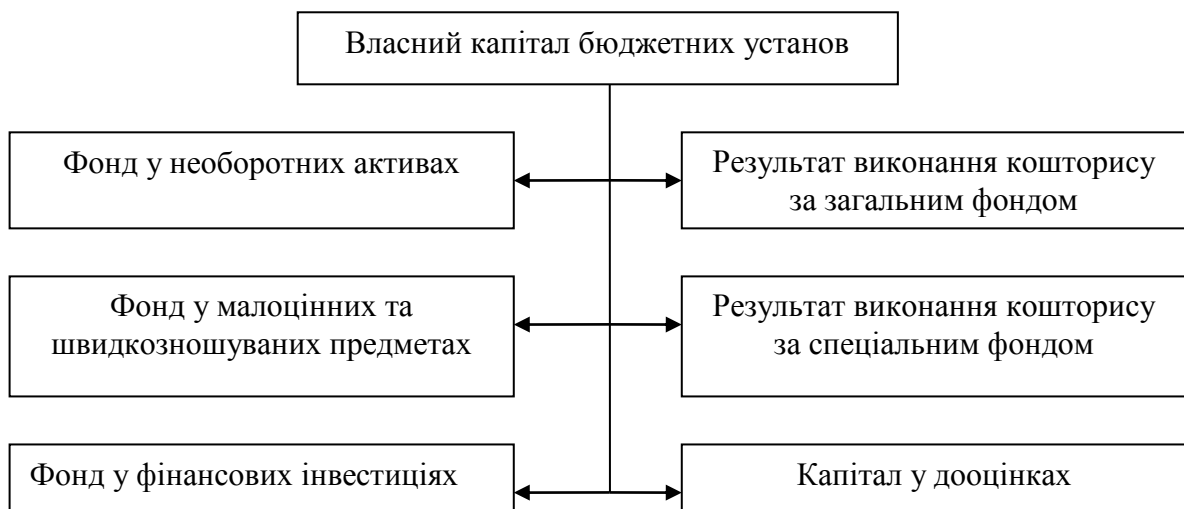 Власний капітал бюджетних установ
Фонд у необоротних активах
Результат виконання кошторису
за загальним фондом
Фонд у малоцінних та
швидкозношуваних предметах
Результат виконання кошторису
за спеціальним фондом
Фонд у фінансових інвестиціях
Капітал у дооцінках